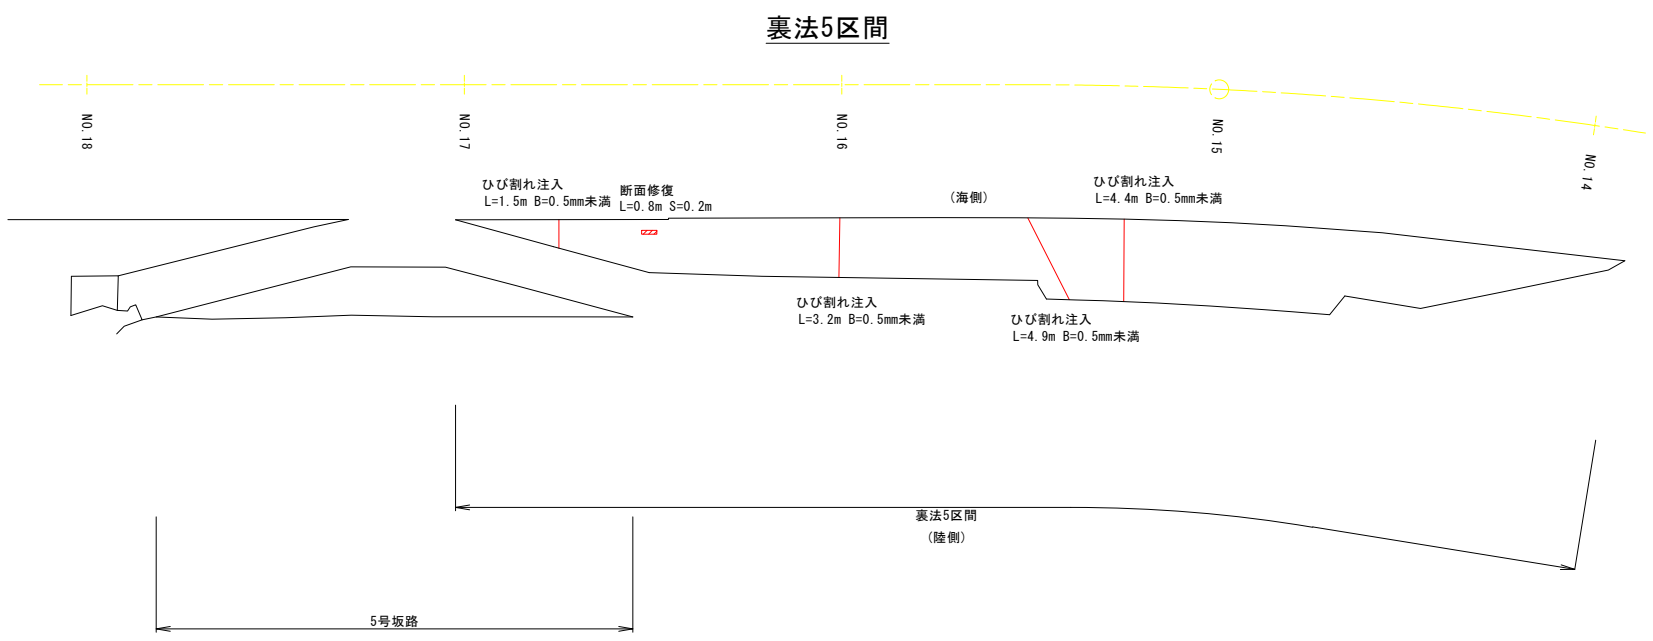 裏法5区間
NO.18
NO.17
NO.16
NO.15
NO.14
ひび割れ注入
L=1.5m B=0.5mm未満
断面修復
L=0.8m S=0.2m
(海側)
ひび割れ注入
L=4.4m B=0.5mm未満
ひび割れ注入
L=3.2m B=0.5mm未満
ひび割れ注入
L=4.9m B=0.5mm未満
裏法5区間
(陸側)
5号坂路